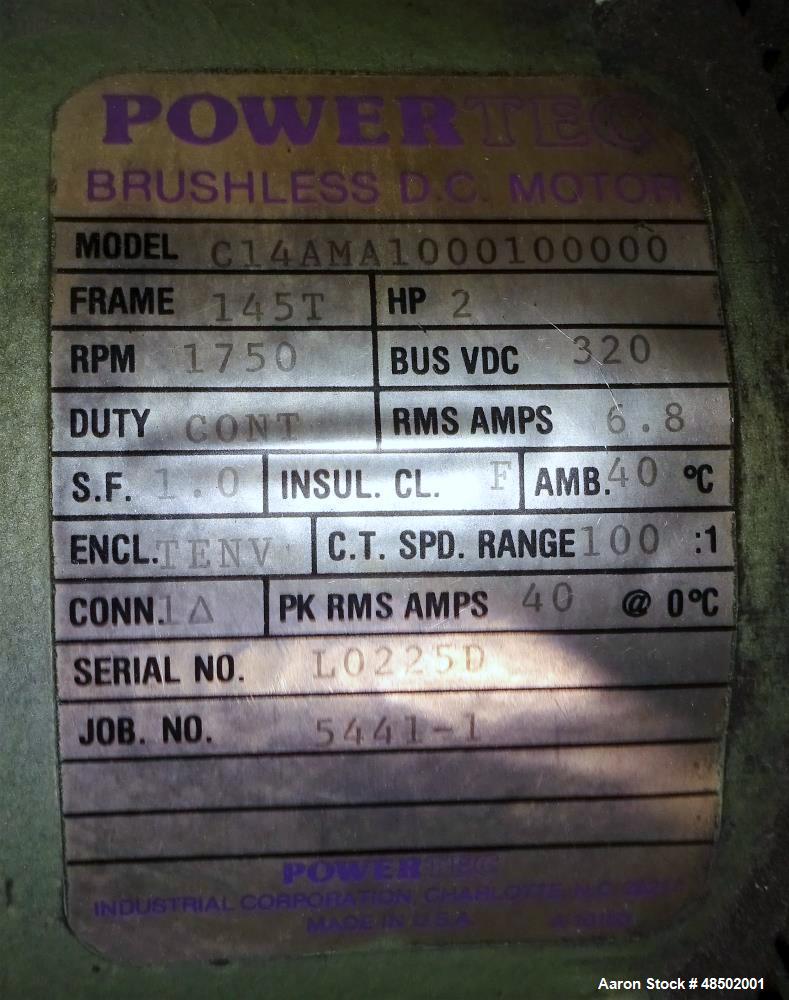 POWERTEC
BRUSHLESS D.C. MOTOR
MODEL C14AMA1000100000
FRAME 145T HP 2
RPM 1750 BUS VDC 320
DUTY CONT RMS AMPS 6.8
S.F. 1.0 INSUL. CL. F AMB. 40 °C
ENCL. TENV C.T. SPD. RANGE 100 :1
CONN. 1Δ PK RMS AMPS 40 @ 0°C
SERIAL NO. L0225D
JOB. NO. 5441-1
POWERTEC
INDUSTRIAL CORPORATION, CHARLOTTE, N.C.
MADE IN U.S.A.
Aaron Stock # 48502001